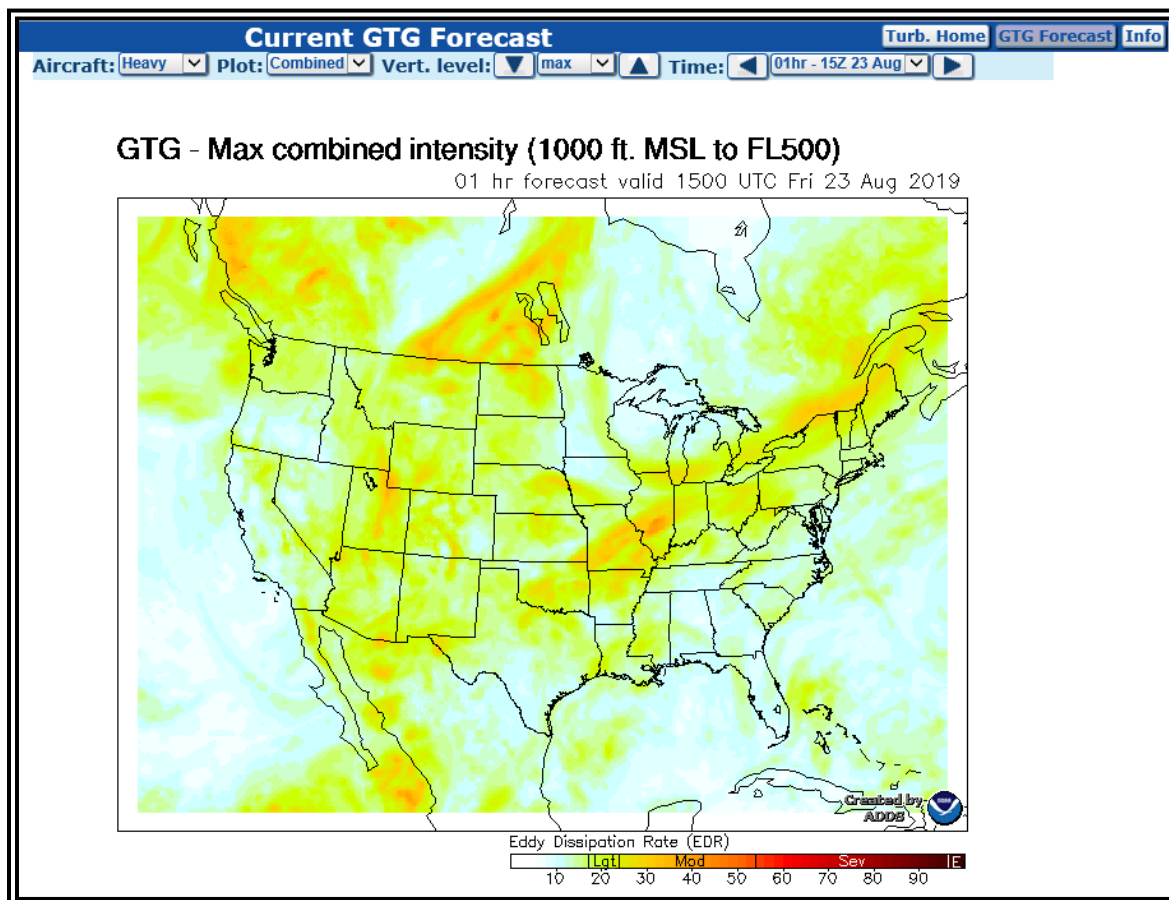 Current GTG Forecast Turb. Home GTG Forecast Info
Aircraft: Heavy Plot: Combined Vert. level: max Time: 01hr - 15Z 23 Aug
GTG - Max combined intensity (1000 ft. MSL to FL500)
01 hr forecast valid 1500 UTC Fri 23 Aug 2019
Created by
ADDS
Eddy Dissipation Rate (EDR)
Lgt Mod Sev E
10 20 30 40 50 60 70 80 90